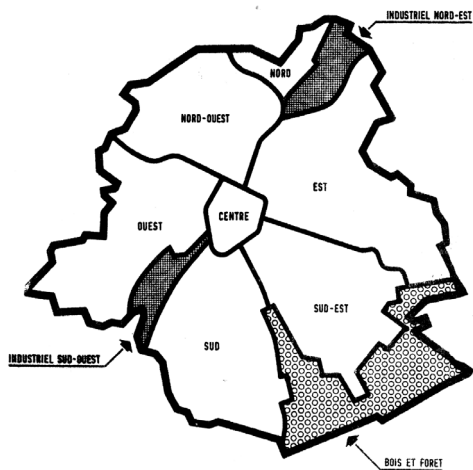 INDUSTRIEL NORD-EST
NORD
NORD-OUEST
EST
CENTRE
OUEST
SUD-EST
SUD
INDUSTRIEL SUD-OUEST
BOIS ET FORET